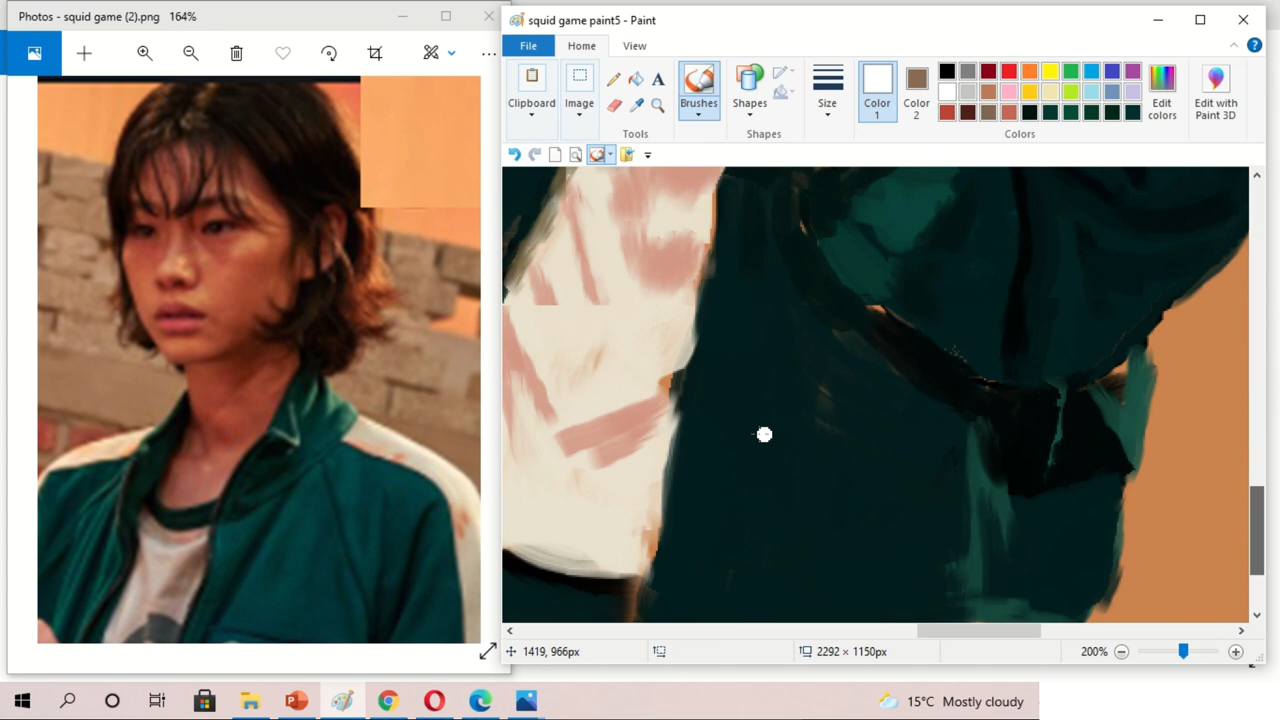 Photos - squid game (2).png 164%
squid game paint5 - Paint
File
Home
View
Clipboard
Image
A
Tools
Brushes
Shapes
Shapes
Size
Color
1
Color
2
Edit
colors
Colors
Edit with
Paint 3D
1419, 966px
2292 × 1150px
200%
15°C Mostly cloudy